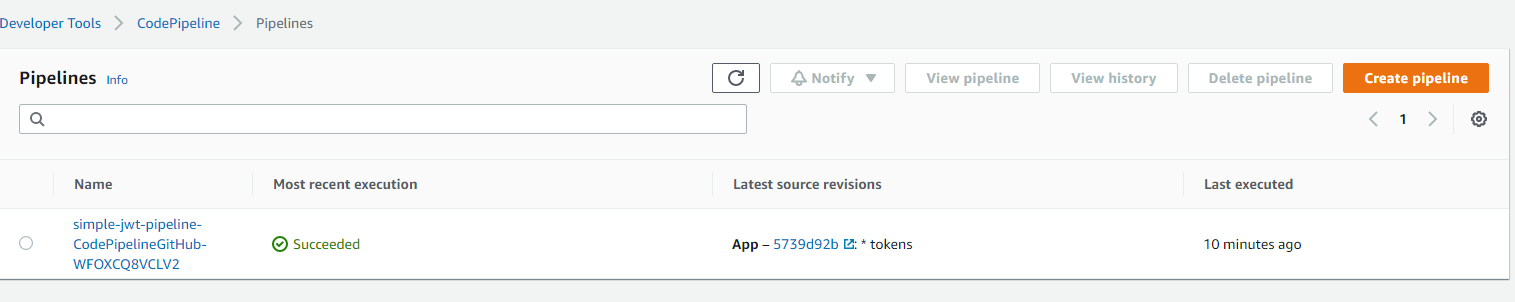 Developer Tools > CodePipeline > Pipelines
Pipelines Info
Notify View pipeline View history Delete pipeline Create pipeline
1
Name Most recent execution Latest source revisions Last executed
simple-jwt-pipeline-
CodePipelineGitHub-
WFOXCQ8VCLV2
Succeeded
App – 5739d92b: * tokens
10 minutes ago